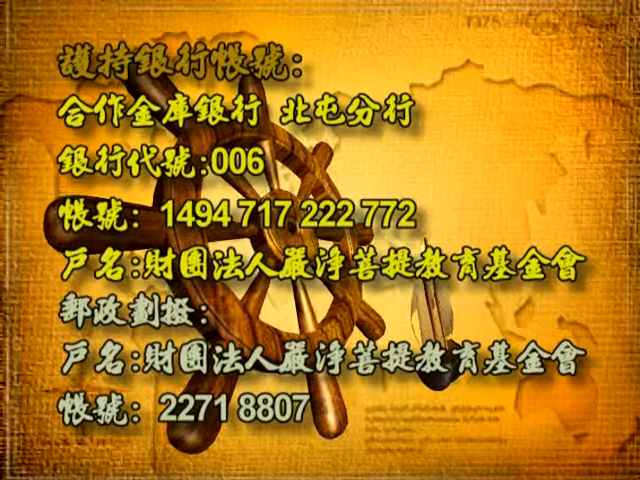 護持銀行帳號:
合作金庫銀行 北屯分行
銀行代號:006
帳號: 1494 717 222 772
戶名:財團法人嚴淨菩提教育基金會
郵政劃撥:
戶名:財團法人嚴淨菩提教育基金會
帳號: 2271 8807